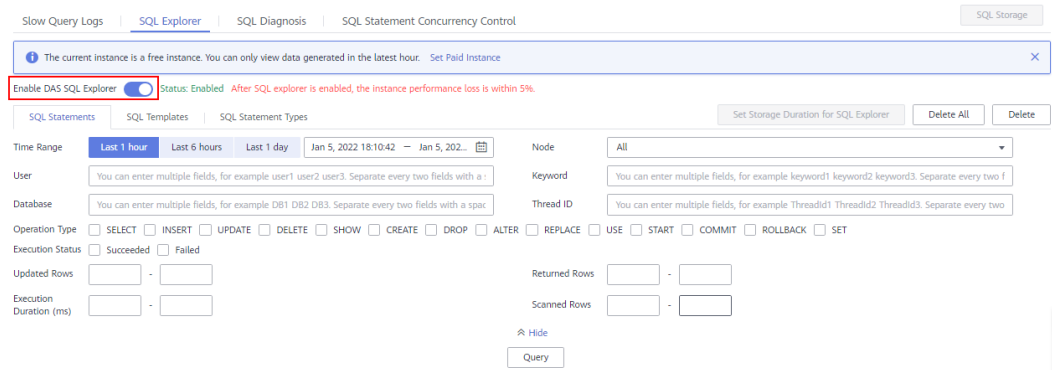 Slow Query Logs SQL Explorer SQL Diagnosis SQL Statement Concurrency Control SQL Storage
The current instance is a free instance. You can only view data generated in the latest hour. Set Paid Instance
Enable DAS SQL Explorer Status: Enabled After SQL explorer is enabled, the instance performance loss is within 5%.
SQL Statements SQL Templates SQL Statement Types Set Storage Duration for SQL Explorer Delete All Delete
Time Range Last 1 hour Last 6 hours Last 1 day Jan 5, 2022 18:10:42 – Jan 5, 202... Node All
User You can enter multiple fields, for example user1 user2 user3. Separate every two fields with a Keyword You can enter multiple fields, for example keyword1 keyword2 keyword3. Separate every two f
Database You can enter multiple fields, for example DB1 DB2 DB3. Separate every two fields with a spac Thread ID You can enter multiple fields, for example ThreadId1 ThreadId2 ThreadId3. Separate every two
Operation Type SELECT INSERT UPDATE DELETE SHOW CREATE DROP ALTER REPLACE USE START COMMIT ROLLBACK SET
Execution Status Succeeded Failed
Updated Rows - Returned Rows -
Execution Duration (ms) - Scanned Rows -
Hide
Query